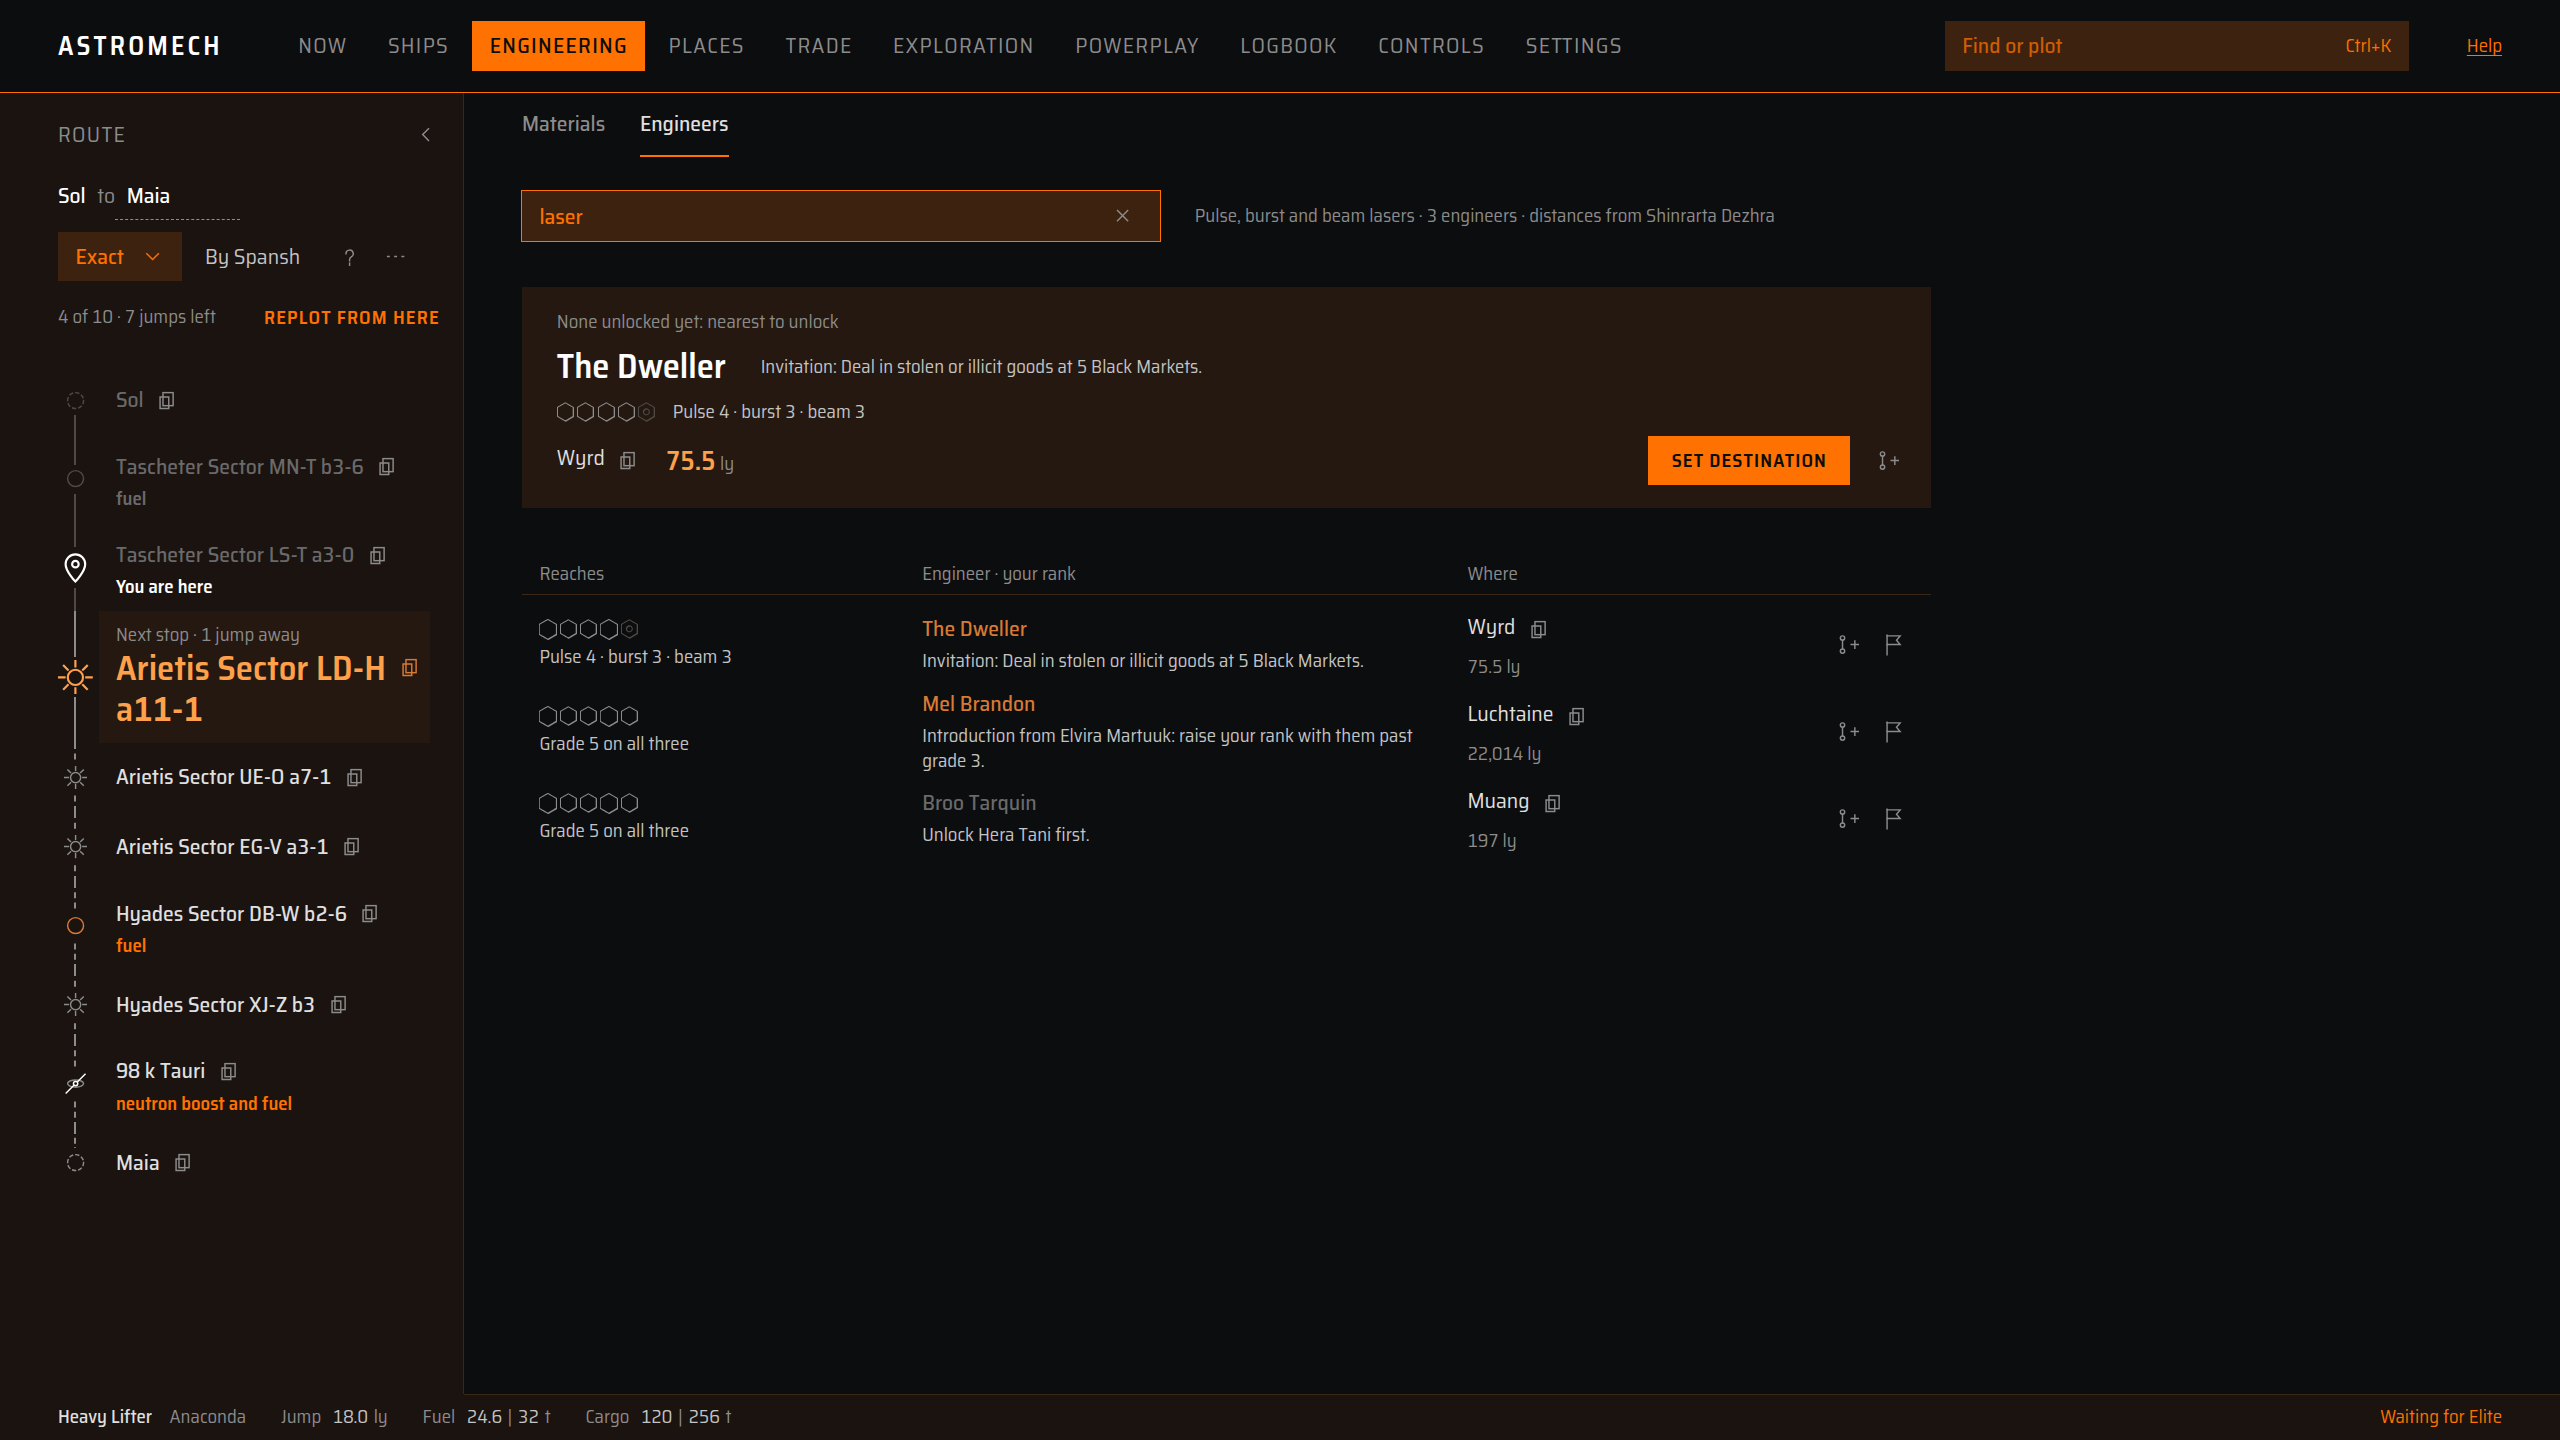 ASTROMECH
NOW SHIPS ENGINEERING PLACES TRADE EXPLORATION POWERPLAY LOGBOOK CONTROLS SETTINGS
Find or plot Ctrl+K
Help
ROUTE
Sol to Maia
Exact By Spansh ? ...
4 of 10 · 7 jumps left REPLOT FROM HERE
Sol
Tascheter Sector MN-T b3-6
fuel
Tascheter Sector LS-T a3-0
You are here
Next stop · 1 jump away
Arietis Sector LD-H
a11-1
Arietis Sector UE-O a7-1
Arietis Sector EG-V a3-1
Hyades Sector DB-W b2-6
fuel
Hyades Sector XJ-Z b3
98 k Tauri
neutron boost and fuel
Maia
Materials Engineers
laser
Pulse, burst and beam lasers · 3 engineers · distances from Shinrarta Dezhra
None unlocked yet: nearest to unlock
The Dweller Invitation: Deal in stolen or illicit goods at 5 Black Markets.
Pulse 4 · burst 3 · beam 3
Wyrd 75.5 ly
SET DESTINATION
Reaches Engineer · your rank Where
The Dweller Wyrd
Pulse 4 · burst 3 · beam 3 Invitation: Deal in stolen or illicit goods at 5 Black Markets. 75.5 ly
Mel Brandon Luchtaine
Grade 5 on all three Introduction from Elvira Martuuk: raise your rank with them past
grade 3. 22,014 ly
Broo Tarquin Muang
Grade 5 on all three Unlock Hera Tani first. 197 ly
Heavy Lifter Anaconda Jump 18.0 ly Fuel 24.6 | 32 t Cargo 120 | 256 t
Waiting for Elite